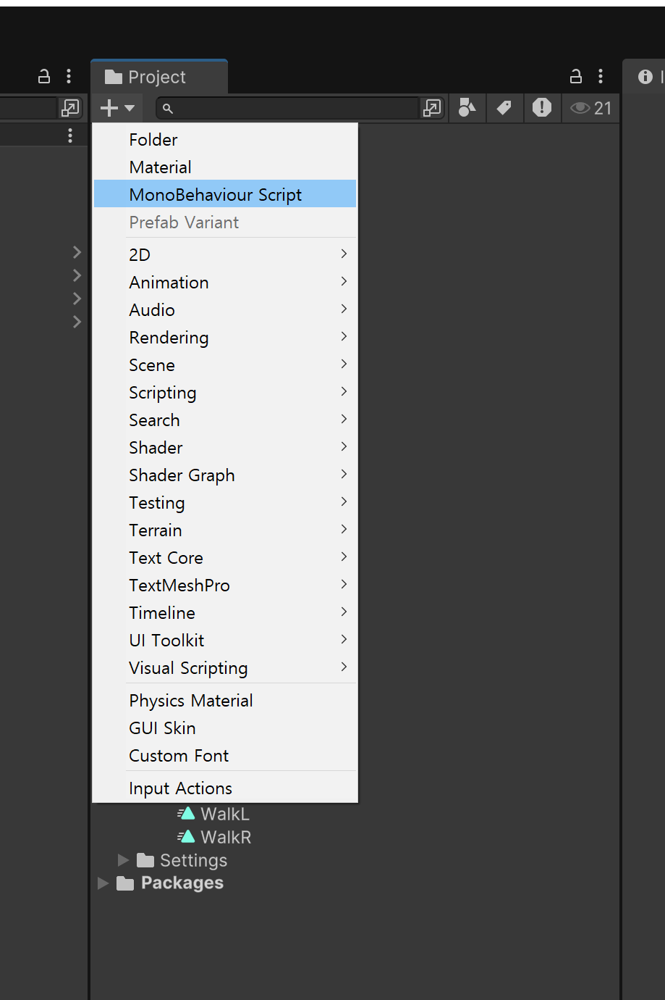 Project
21
Folder
Material
MonoBehaviour Script
Prefab Variant
2D
Animation
Audio
Rendering
Scene
Scripting
Search
Shader
Shader Graph
Testing
Terrain
Text Core
TextMeshPro
Timeline
UI Toolkit
Visual Scripting
Physics Material
GUI Skin
Custom Font
Input Actions
WalkL
WalkR
Settings
Packages